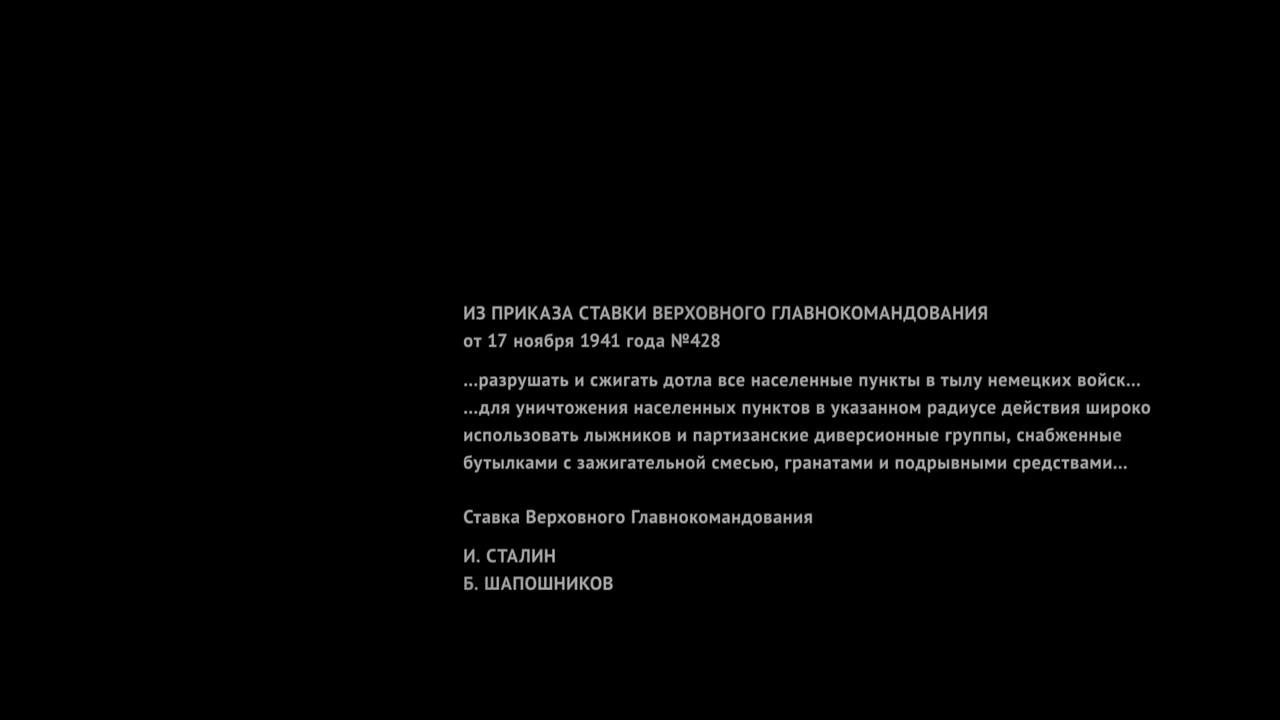 ИЗ ПРИКАЗА СТАВКИ ВЕРХОВНОГО ГЛАВНОКОМАНДОВАНИЯ
от 17 ноября 1941 года №428
...разрушать и сжигать дотла все населенные пункты в тылу немецких войск...
...для уничтожения населенных пунктов в указанном радиусе действия широко
использовать лыжников и партизанские диверсионные группы, снабженные
бутылками с зажигательной смесью, гранатами и подрывными средствами...
Ставка Верховного Главнокомандования
И. СТАЛИН
Б. ШАПОШНИКОВ